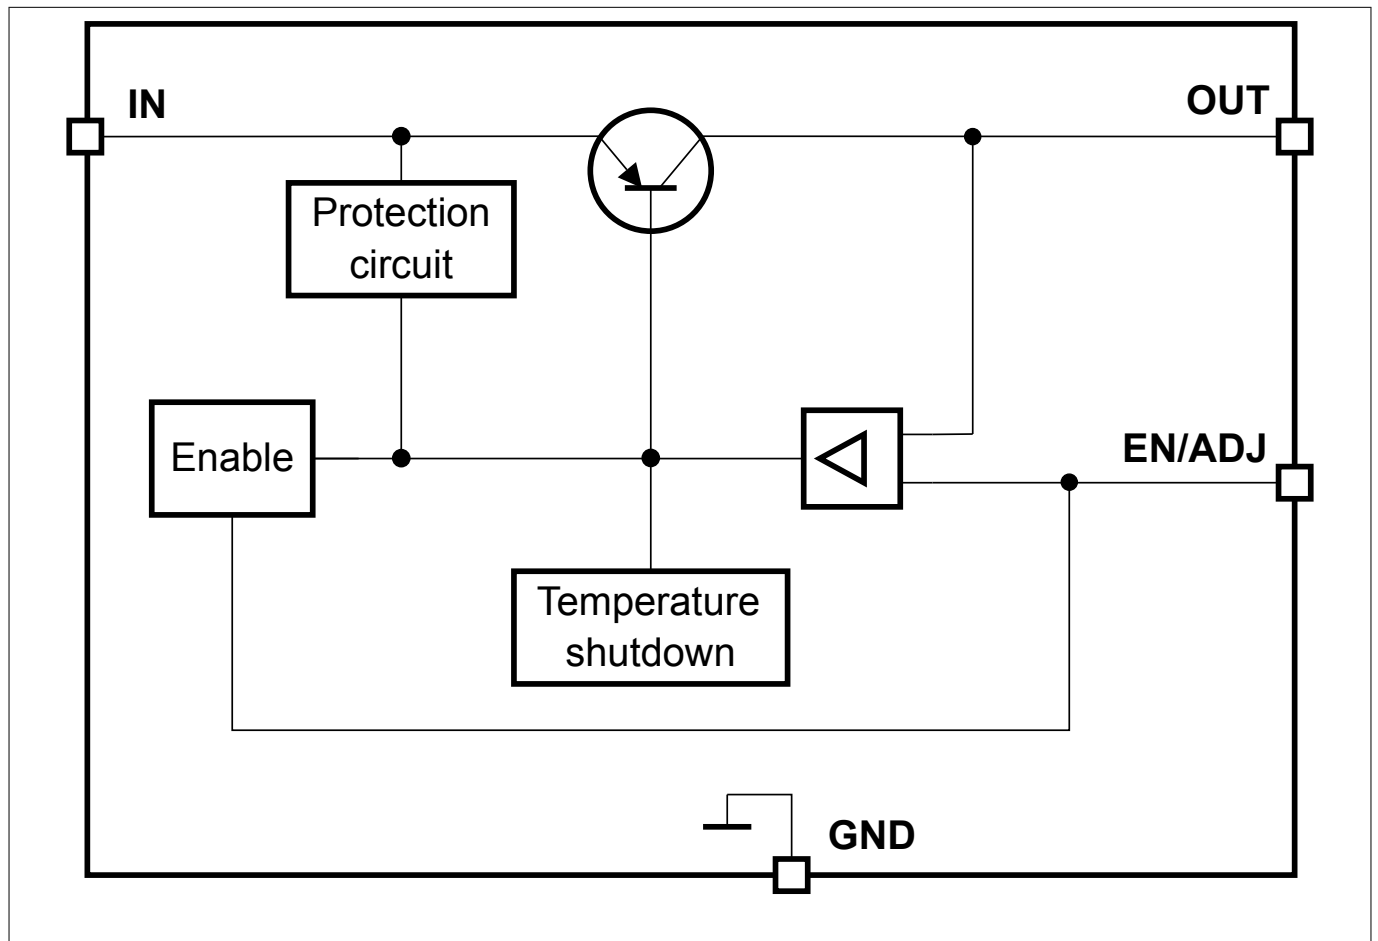 IN
OUT
Protection
circuit
Enable
EN/ADJ
Temperature
shutdown
GND